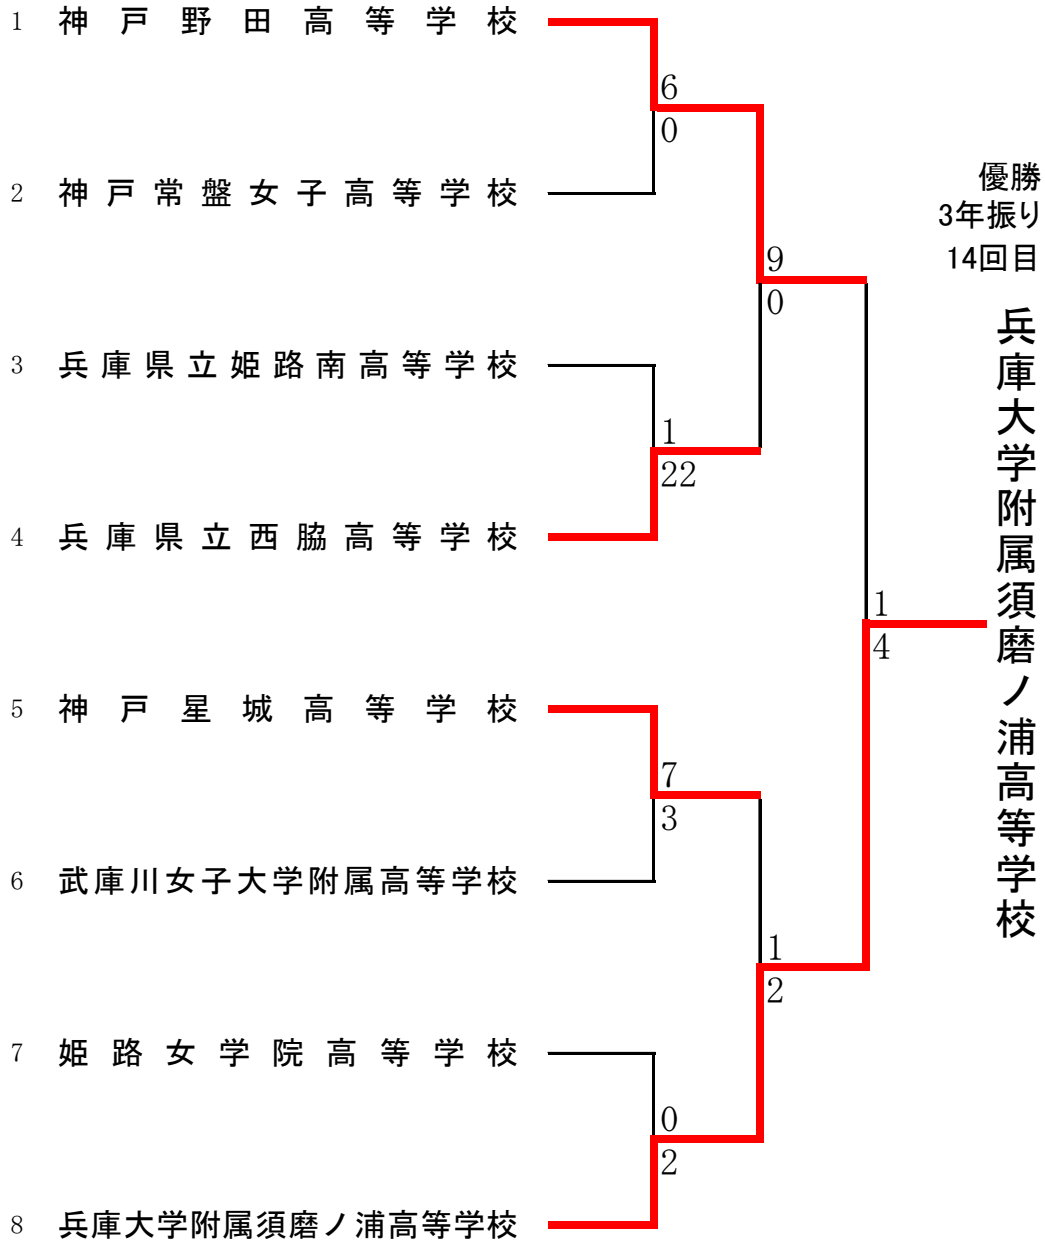 1 神戸野田高等学校
6
0
2 神戸常盤女子高等学校
優勝
3年振り
14回目
9
0
3 兵庫県立姫路南高等学校
1
22
4 兵庫県立西脇高等学校
兵庫大学附属須磨ノ浦高等学校
1
4
5 神戸星城高等学校
7
3
6 武庫川女子大学附属高等学校
1
2
7 姫路女学院高等学校
0
2
8 兵庫大学附属須磨ノ浦高等学校